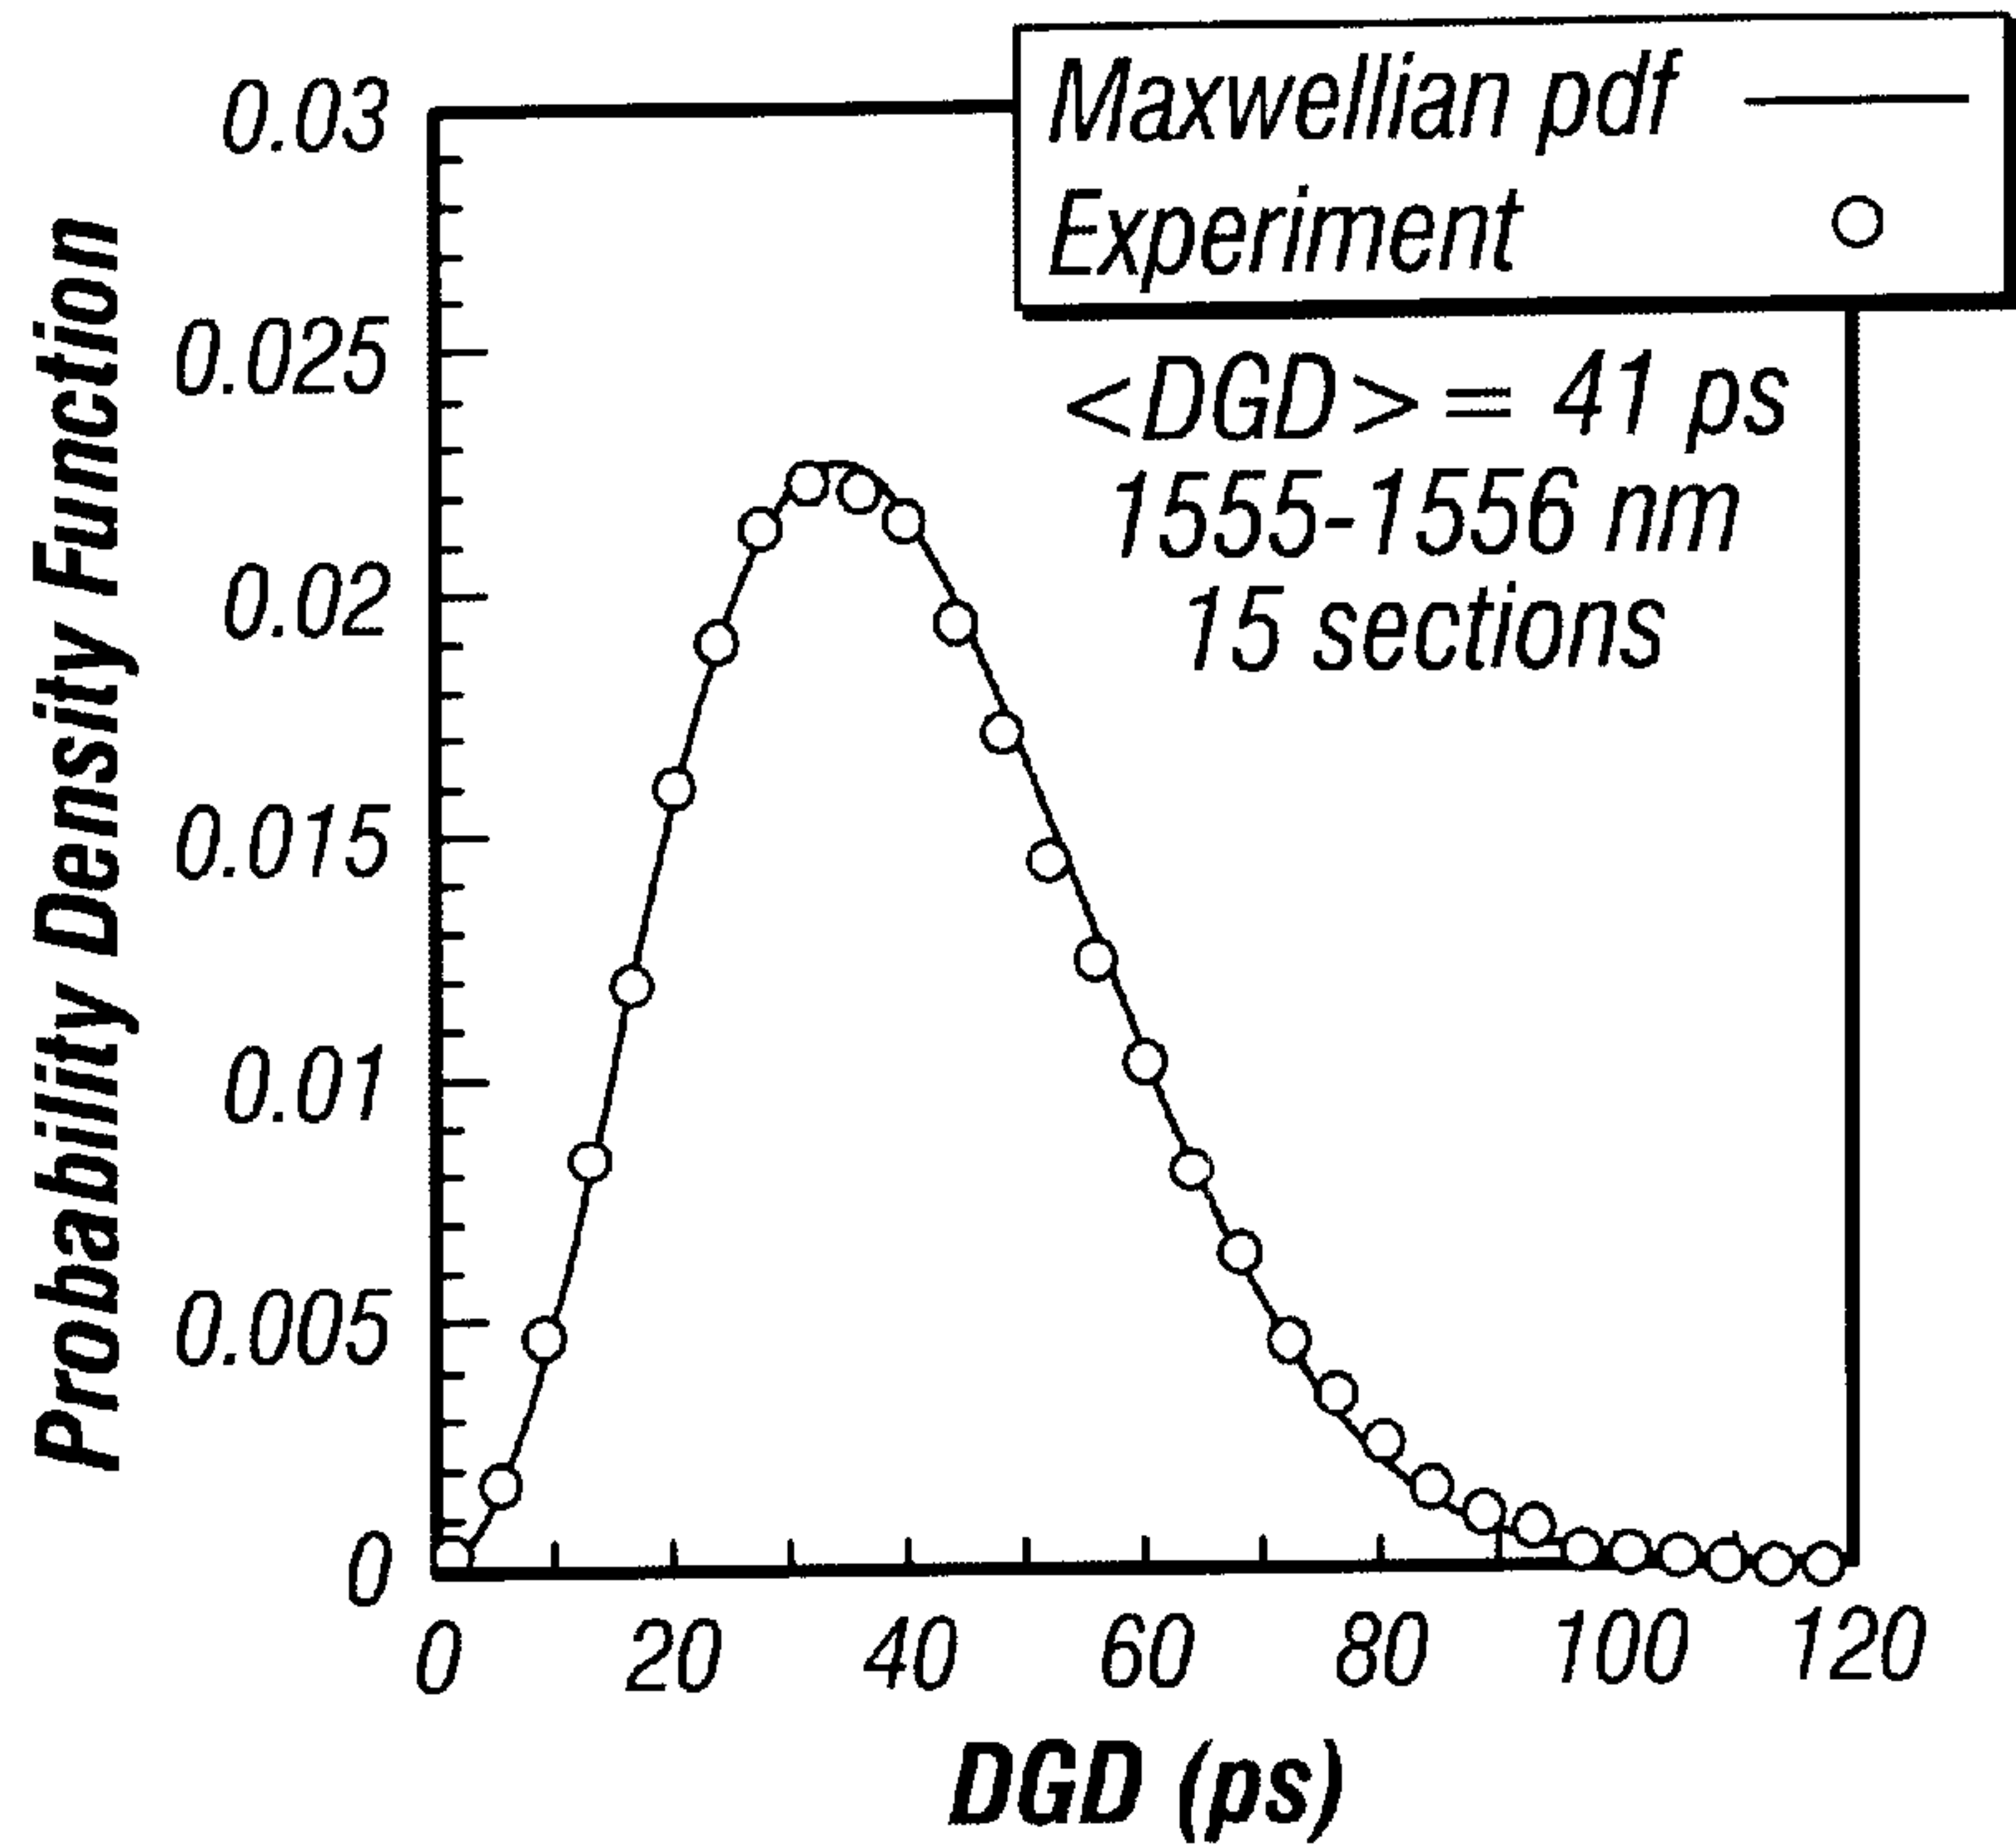 Maxwellian pdf
Experiment
<DGD> = 41 ps
1555-1556 nm
15 sections
Probability Density Function
0.03
0.025
0.02
0.015
0.01
0.005
0
0 20 40 60 80 100 120
DGD (ps)